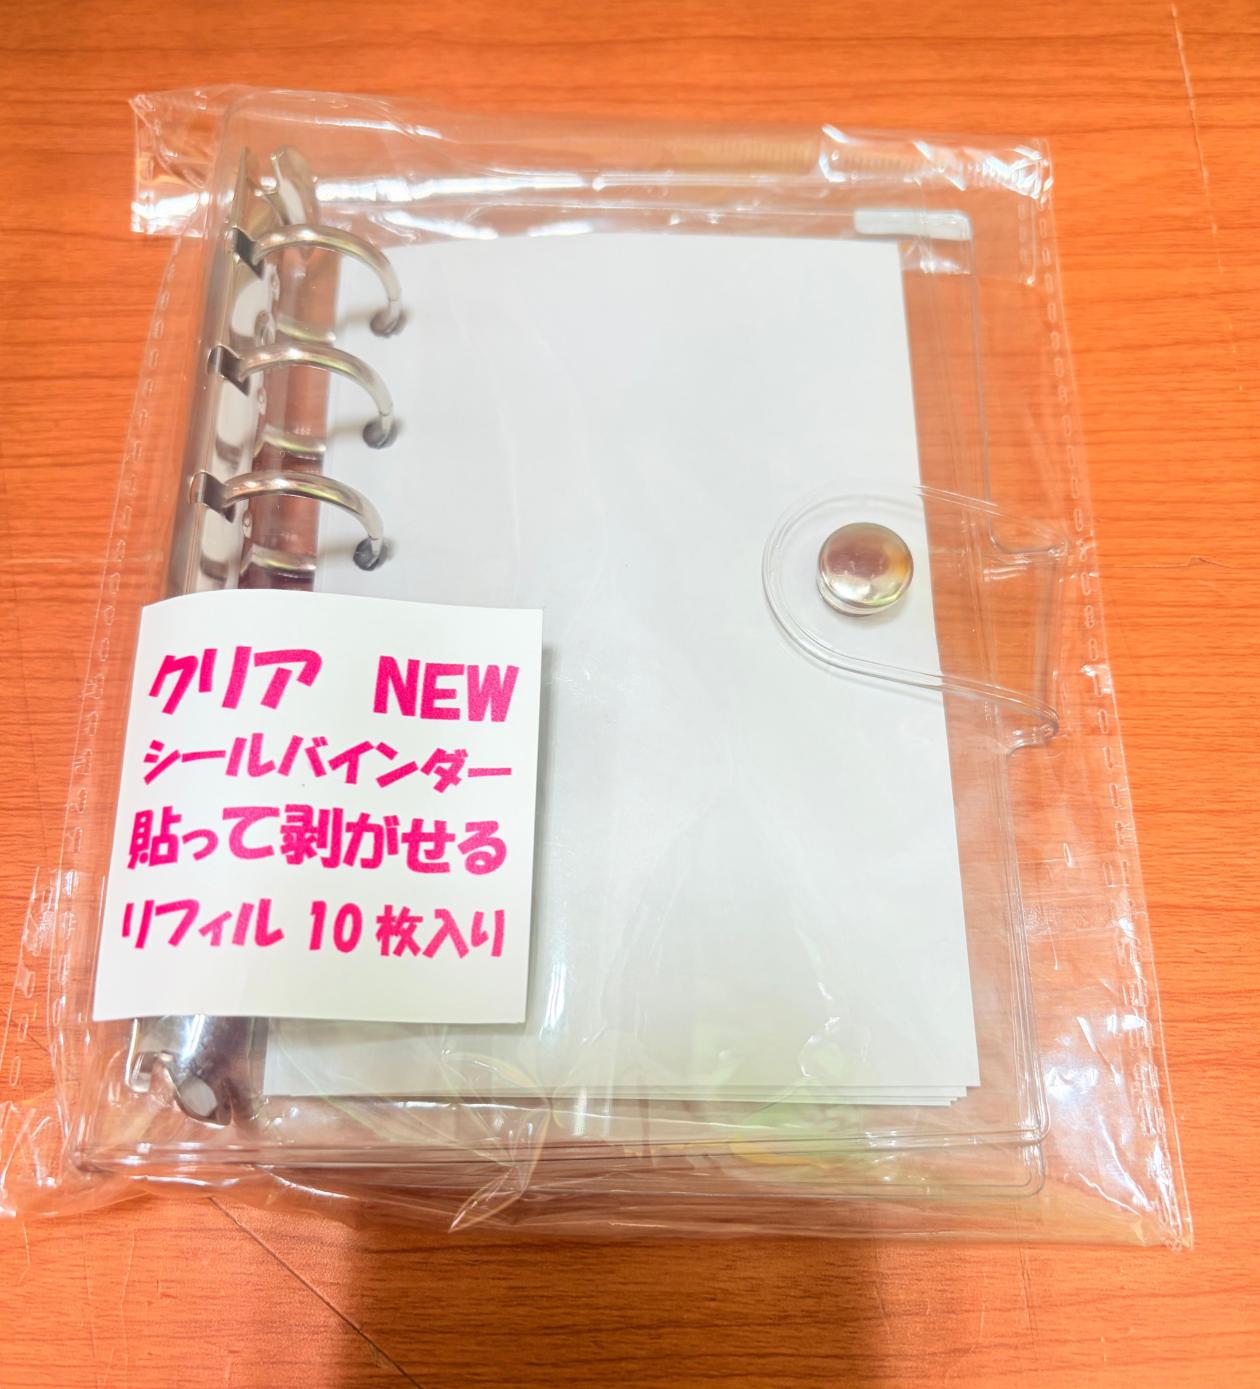 クリア　NEW
シールバインダー
貼って剥がせる
リフィル 10 枚入り